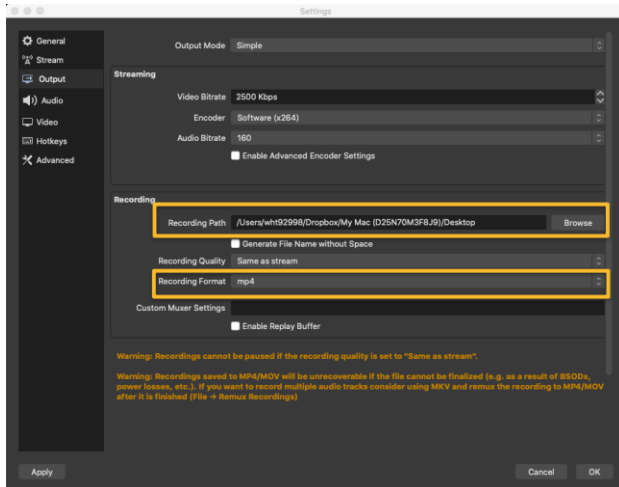 Settings
General
Stream
Output
Audio
Video
Hotkeys
Advanced
Output Mode Simple
Streaming
Video Bitrate 2500 Kbps
Encoder Software (x264)
Audio Bitrate 160
Enable Advanced Encoder Settings
Recording
Recording Path /Users/wht92998/Dropbox/My Mac (D25N70M3F8J9)/Desktop Browse
Generate File Name without Space
Recording Quality Same as stream
Recording Format mp4
Custom Muxer Settings
Enable Replay Buffer
Warning: Recordings cannot be paused if the recording quality is set to "Same as stream".
Warning: Recordings saved to MP4/MOV will be unrecoverable if the file cannot be finalized (e.g. as a result of BSODs,
power losses, etc.). If you want to record multiple audio tracks consider using MKV and remux the recording to MP4/MOV
after it is finished (File → Remux Recordings)
Apply Cancel OK